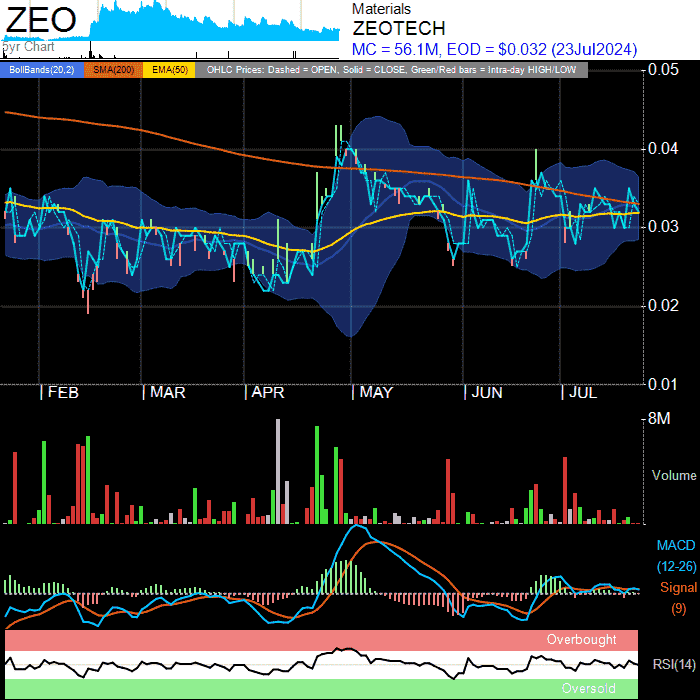 ZEO
5yr Chart
Materials
ZEOTECH
MC = 56.1M, EOD = $0.032 (23Jul2024)
BollBands(20,2) SMA(200) EMA(50) OHLC Prices: Dashed = OPEN, Solid = CLOSE, Green/Red bars = Intra-day HIGH/LOW
0.05
0.04
0.03
0.02
0.01
| FEB | MAR | APR | MAY | JUN | JUL
8M
Volume
MACD
(12-26)
Signal
(9)
Overbought
RSI(14)
Oversold